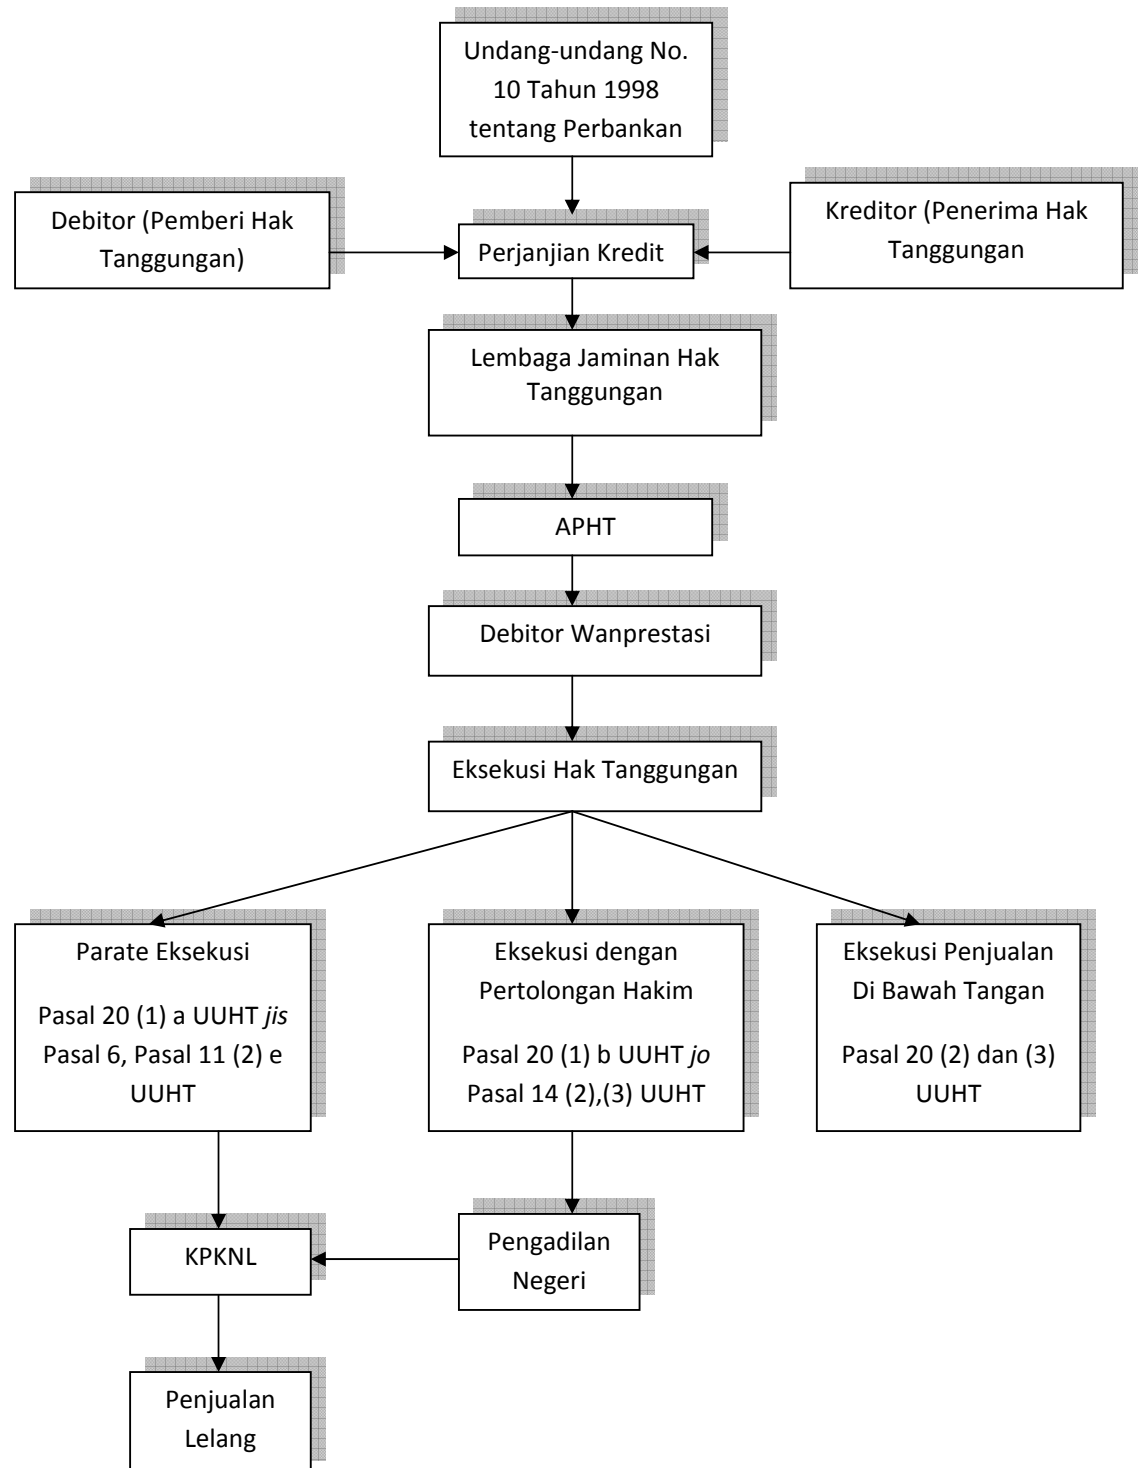 Undang-undang No.
10 Tahun 1998
tentang Perbankan
Debitor (Pemberi Hak
Tanggungan)
Perjanjian Kredit
Kreditor (Penerima Hak
Tanggungan
Lembaga Jaminan Hak
Tanggungan
APHT
Debitor Wanprestasi
Eksekusi Hak Tanggungan
Parate Eksekusi
Pasal 20 (1) a UUHT jis
Pasal 6, Pasal 11 (2) e
UUHT
Eksekusi dengan
Pertolongan Hakim
Pasal 20 (1) b UUHT jo
Pasal 14 (2),(3) UUHT
Eksekusi Penjualan
Di Bawah Tangan
Pasal 20 (2) dan (3)
UUHT
KPKNL
Pengadilan
Negeri
Penjualan
Lelang